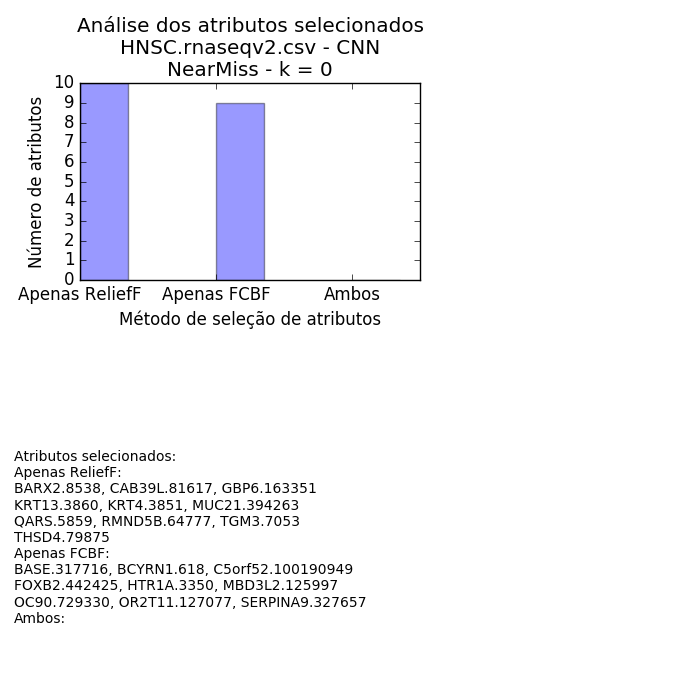 Análise dos atributos selecionados
HNSC.rnaseqv2.csv - CNN
NearMiss - k = 0
10
9
8
7
6
5
4
3
2
1
0
Número de atributos
Apenas ReliefF Apenas FCBF Ambos
Método de seleção de atributos
Atributos selecionados:
Apenas ReliefF:
BARX2.8538, CAB39L.81617, GBP6.163351
KRT13.3860, KRT4.3851, MUC21.394263
QARS.5859, RMND5B.64777, TGM3.7053
THSD4.79875
Apenas FCBF:
BASE.317716, BCYRN1.618, C5orf52.100190949
FOXB2.442425, HTR1A.3350, MBD3L2.125997
OC90.729330, OR2T11.127077, SERPINA9.327657
Ambos: